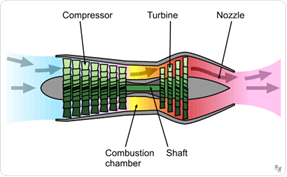 Compressor
Turbine
Nozzle
Combustion
chamber
Shaft